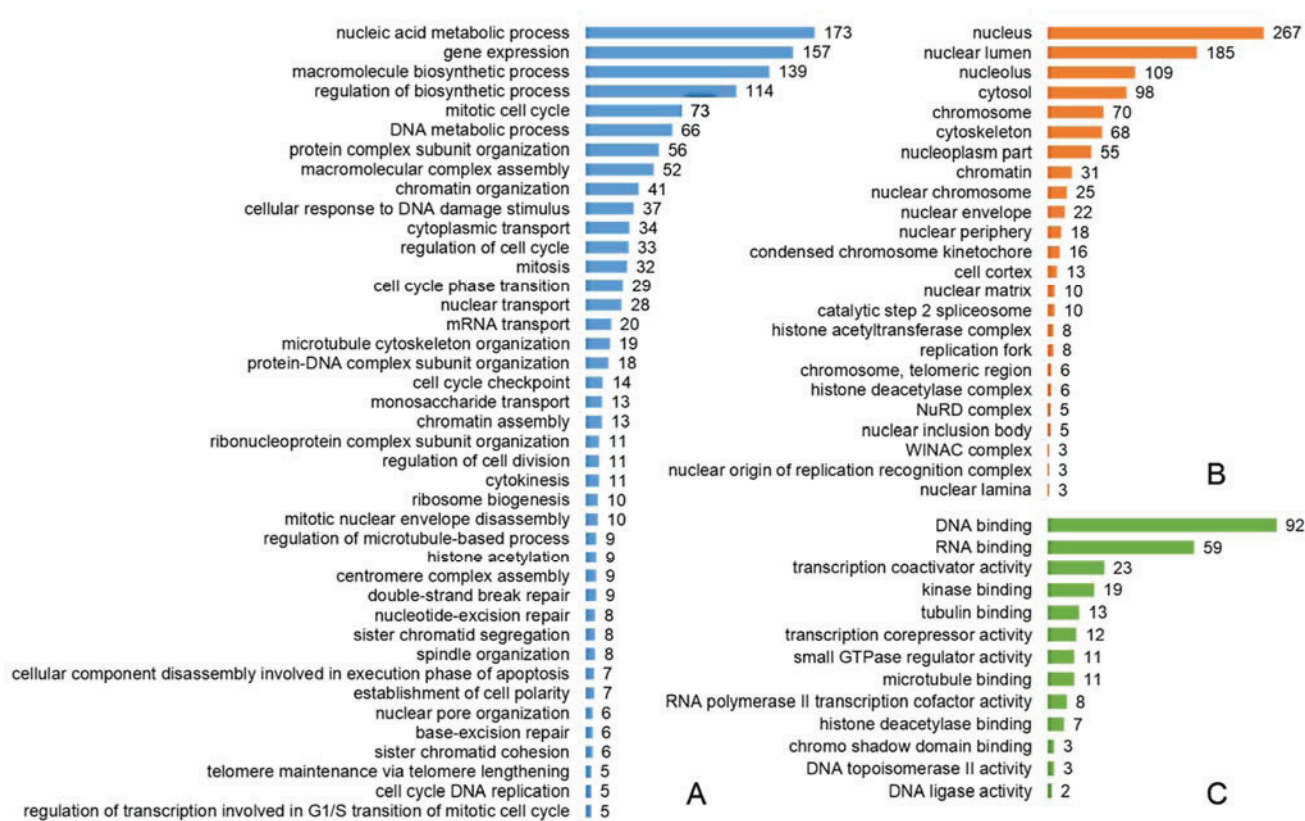 nucleic acid metabolic process 173
gene expression 157
macromolecule biosynthetic process 139
regulation of biosynthetic process 114
mitotic cell cycle 73
DNA metabolic process 66
protein complex subunit organization 56
macromolecular complex assembly 52
chromatin organization 41
cellular response to DNA damage stimulus 37
cytoplasmic transport 34
regulation of cell cycle 33
mitosis 32
cell cycle phase transition 29
nuclear transport 28
mRNA transport 20
microtubule cytoskeleton organization 19
protein-DNA complex subunit organization 18
cell cycle checkpoint 14
monosaccharide transport 13
chromatin assembly 13
ribonucleoprotein complex subunit organization 11
regulation of cell division 11
cytokinesis 11
ribosome biogenesis 10
mitotic nuclear envelope disassembly 10
regulation of microtubule-based process 9
histone acetylation 9
centromere complex assembly 9
double-strand break repair 9
nucleotide-excision repair 8
sister chromatid segregation 8
spindle organization 8
cellular component disassembly involved in execution phase of apoptosis 7
establishment of cell polarity 7
nuclear pore organization 6
base-excision repair 6
sister chromatid cohesion 6
telomere maintenance via telomere lengthening 5
cell cycle DNA replication 5
regulation of transcription involved in G1/S transition of mitotic cell cycle 5
A
B
nucleus 267
nuclear lumen 185
nucleolus 109
cytosol 98
chromosome 70
cytoskeleton 68
nucleoplasm part 55
chromatin 31
nuclear chromosome 25
nuclear envelope 22
nuclear periphery 18
condensed chromosome kinetochore 16
cell cortex 13
nuclear matrix 10
catalytic step 2 spliceosome 10
histone acetyltransferase complex 8
replication fork 8
chromosome, telomeric region 6
histone deacetylase complex 6
NuRD complex 5
nuclear inclusion body 5
WINAC complex 3
nuclear origin of replication recognition complex 3
nuclear lamina 3
DNA binding 92
RNA binding 59
transcription coactivator activity 23
kinase binding 19
tubulin binding 13
transcription corepressor activity 12
small GTPase regulator activity 11
microtubule binding 11
RNA polymerase II transcription cofactor activity 8
histone deacetylase binding 7
chromo shadow domain binding 3
DNA topoisomerase II activity 3
DNA ligase activity 2
C